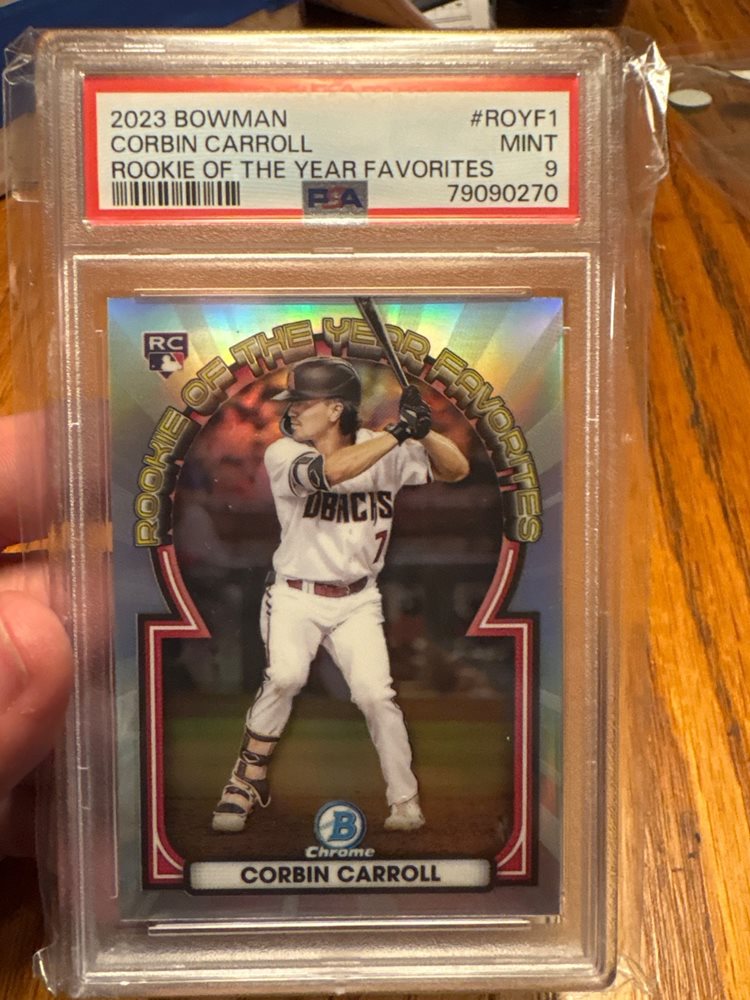 2023 BOWMAN #ROYF1
CORBIN CARROLL MINT
ROOKIE OF THE YEAR FAVORITES 9
PSA 79090270
RC
ROOKIE OF THE YEAR FAVORITES
DBACKS
7
B
Chrome
CORBIN CARROLL